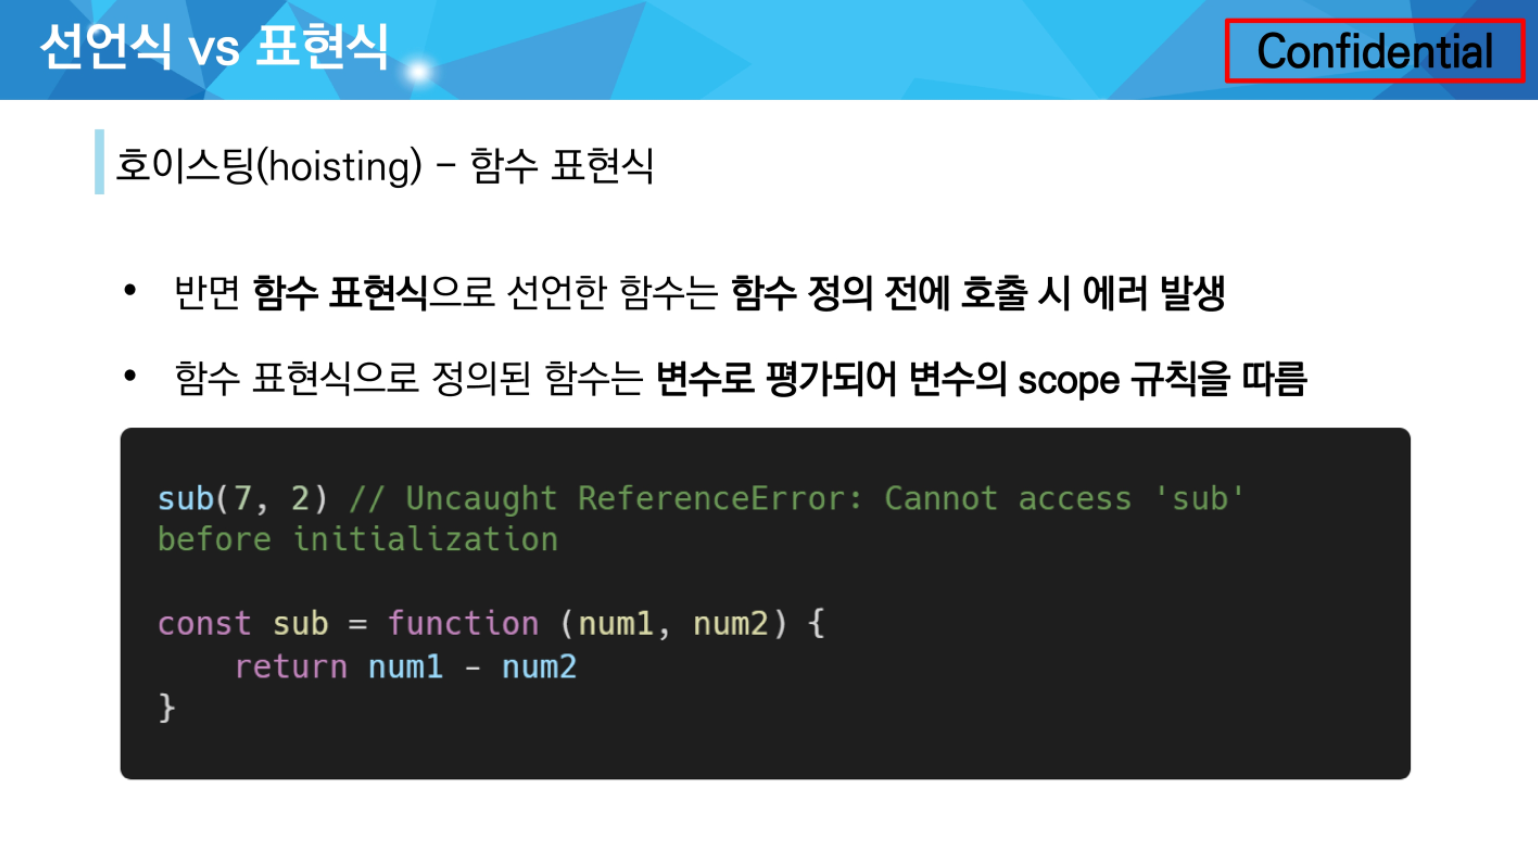 선언식 vs 표현식
Confidential
호이스팅(hoisting) - 함수 표현식
• 반면 함수 표현식으로 선언한 함수는 함수 정의 전에 호출 시 에러 발생
• 함수 표현식으로 정의된 함수는 변수로 평가되어 변수의 scope 규칙을 따름
sub(7, 2) // Uncaught ReferenceError: Cannot access 'sub'
before initialization
const sub = function (num1, num2) {
    return num1 - num2
}